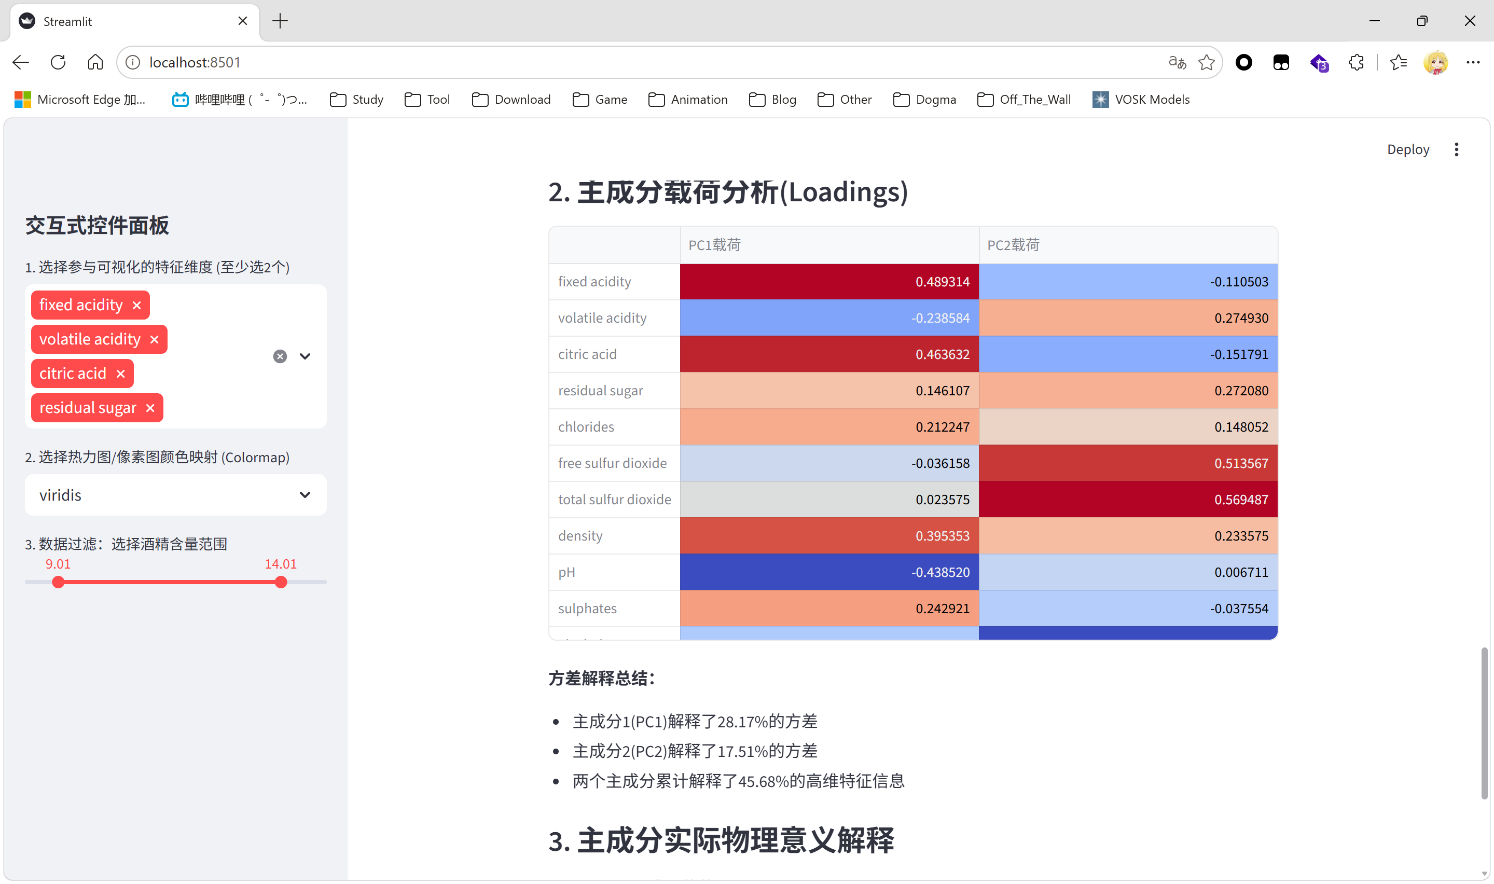 Streamlit
localhost:8501
Microsoft Edge 加...
哔哩哔哩 (゜-゜)つ...
Study
Tool
Download
Game
Animation
Blog
Other
Dogma
Off_The_Wall
VOSK Models
Deploy
交互式控件面板
1. 选择参与可视化的特征维度 (至少选2个)
fixed acidity
volatile acidity
citric acid
residual sugar
2. 选择热力图/像素图颜色映射 (Colormap)
viridis
3. 数据过滤：选择酒精含量范围
9.01 14.01
2. 主成分载荷分析(Loadings)
PC1载荷 PC2载荷
fixed acidity 0.489314 -0.110503
volatile acidity -0.238584 0.274930
citric acid 0.463632 -0.151791
residual sugar 0.146107 0.272080
chlorides 0.212247 0.148052
free sulfur dioxide -0.036158 0.513567
total sulfur dioxide 0.023575 0.569487
density 0.395353 0.233575
pH -0.438520 0.006711
sulphates 0.242921 -0.037554
方差解释总结：
• 主成分1(PC1)解释了28.17%的方差
• 主成分2(PC2)解释了17.51%的方差
• 两个主成分累计解释了45.68%的高维特征信息
3. 主成分实际物理意义解释